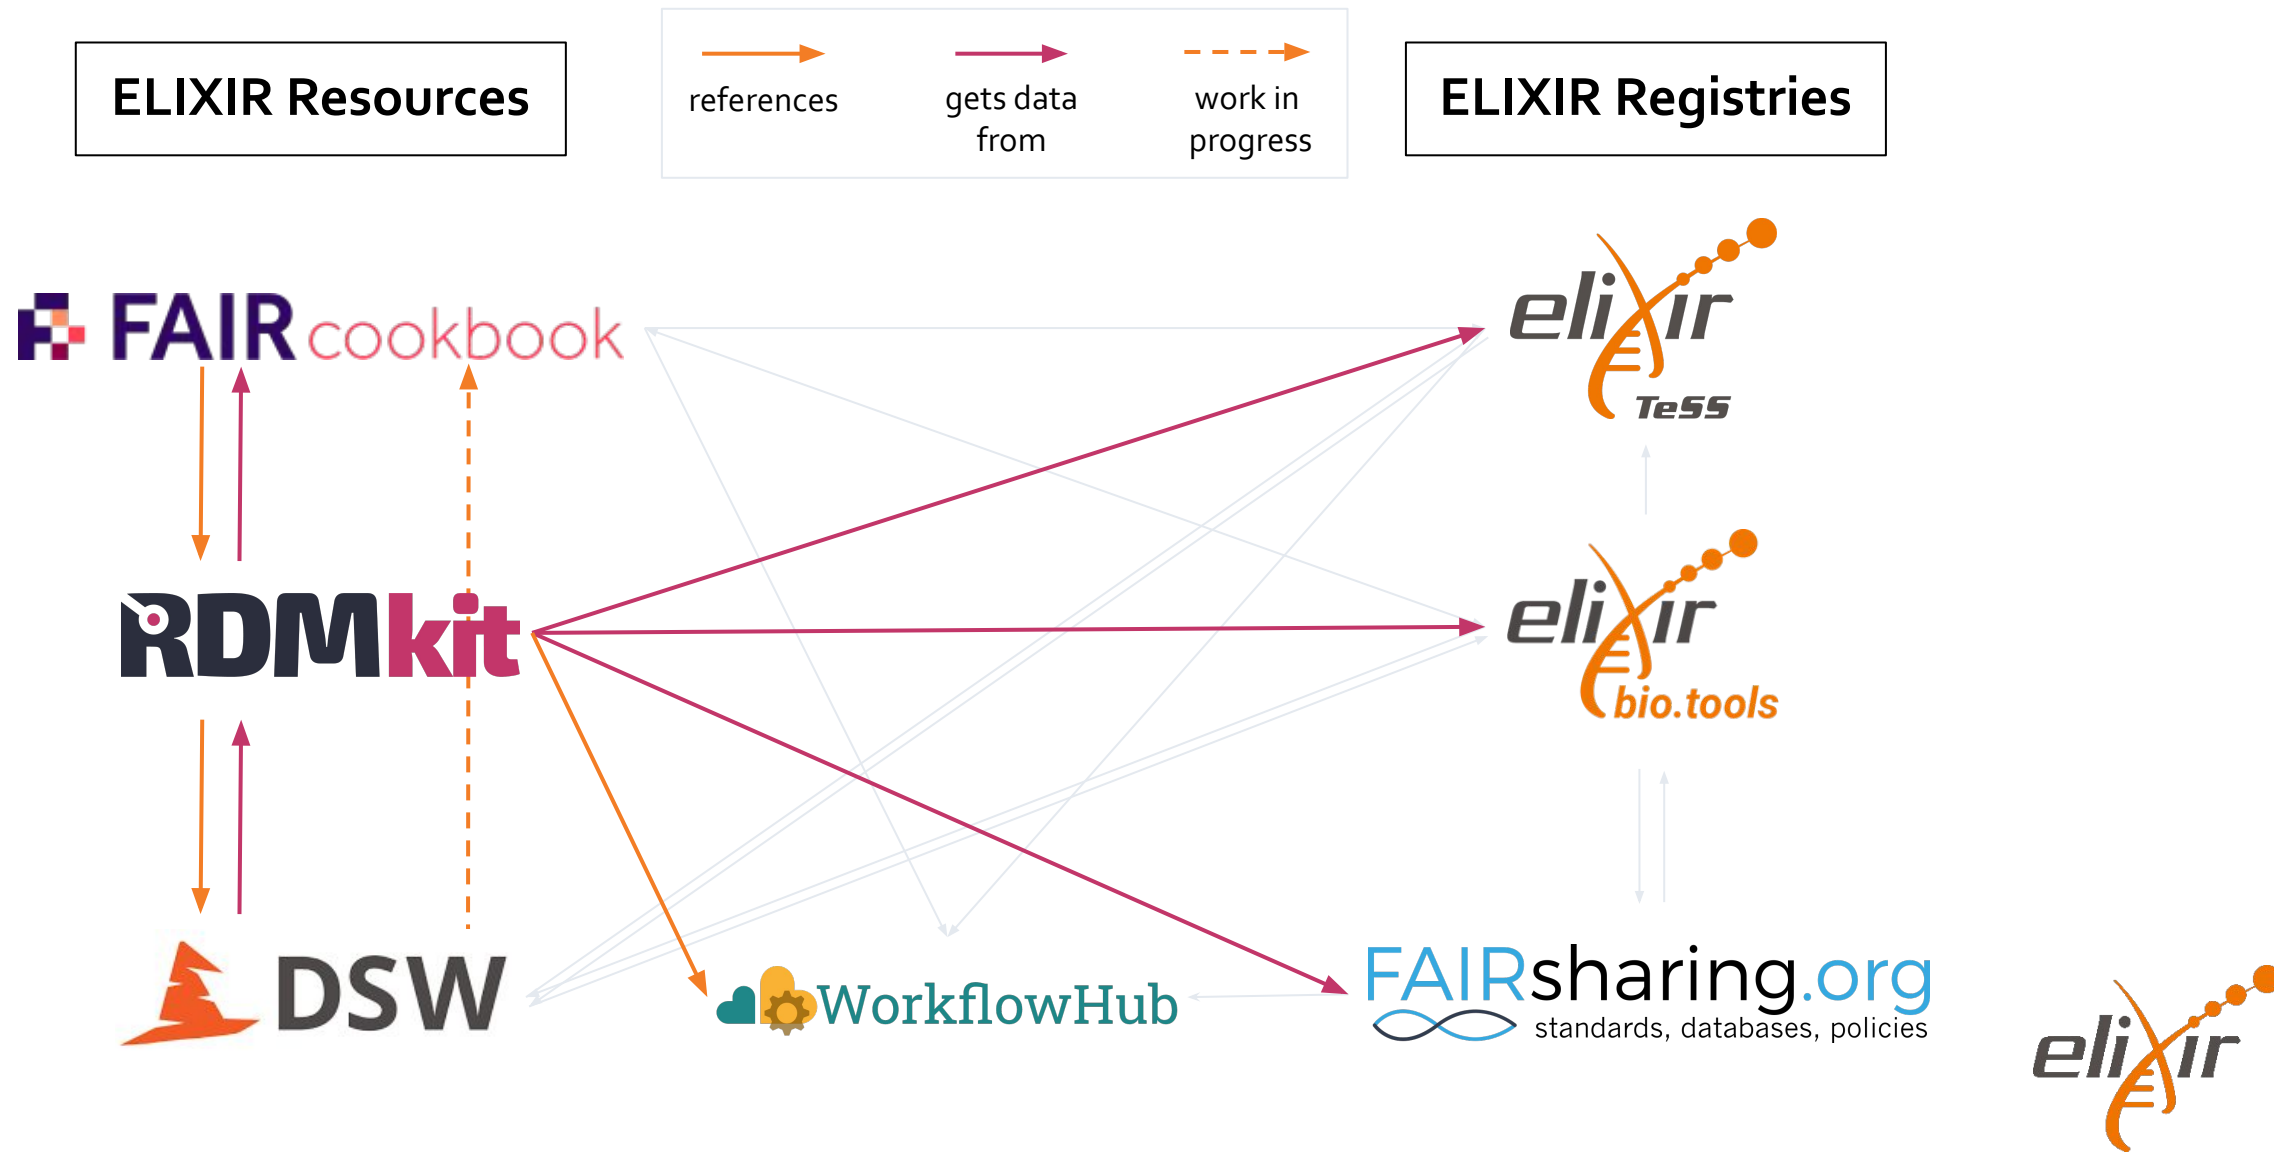 ELIXIR Resources
references
gets data
from
work in
progress
ELIXIR Registries
FAIR cookbook
elixir
TeSS
RDMkit
elixir
bio.tools
DSW
WorkflowHub
FAIRsharing.org
standards, databases, policies
elixir